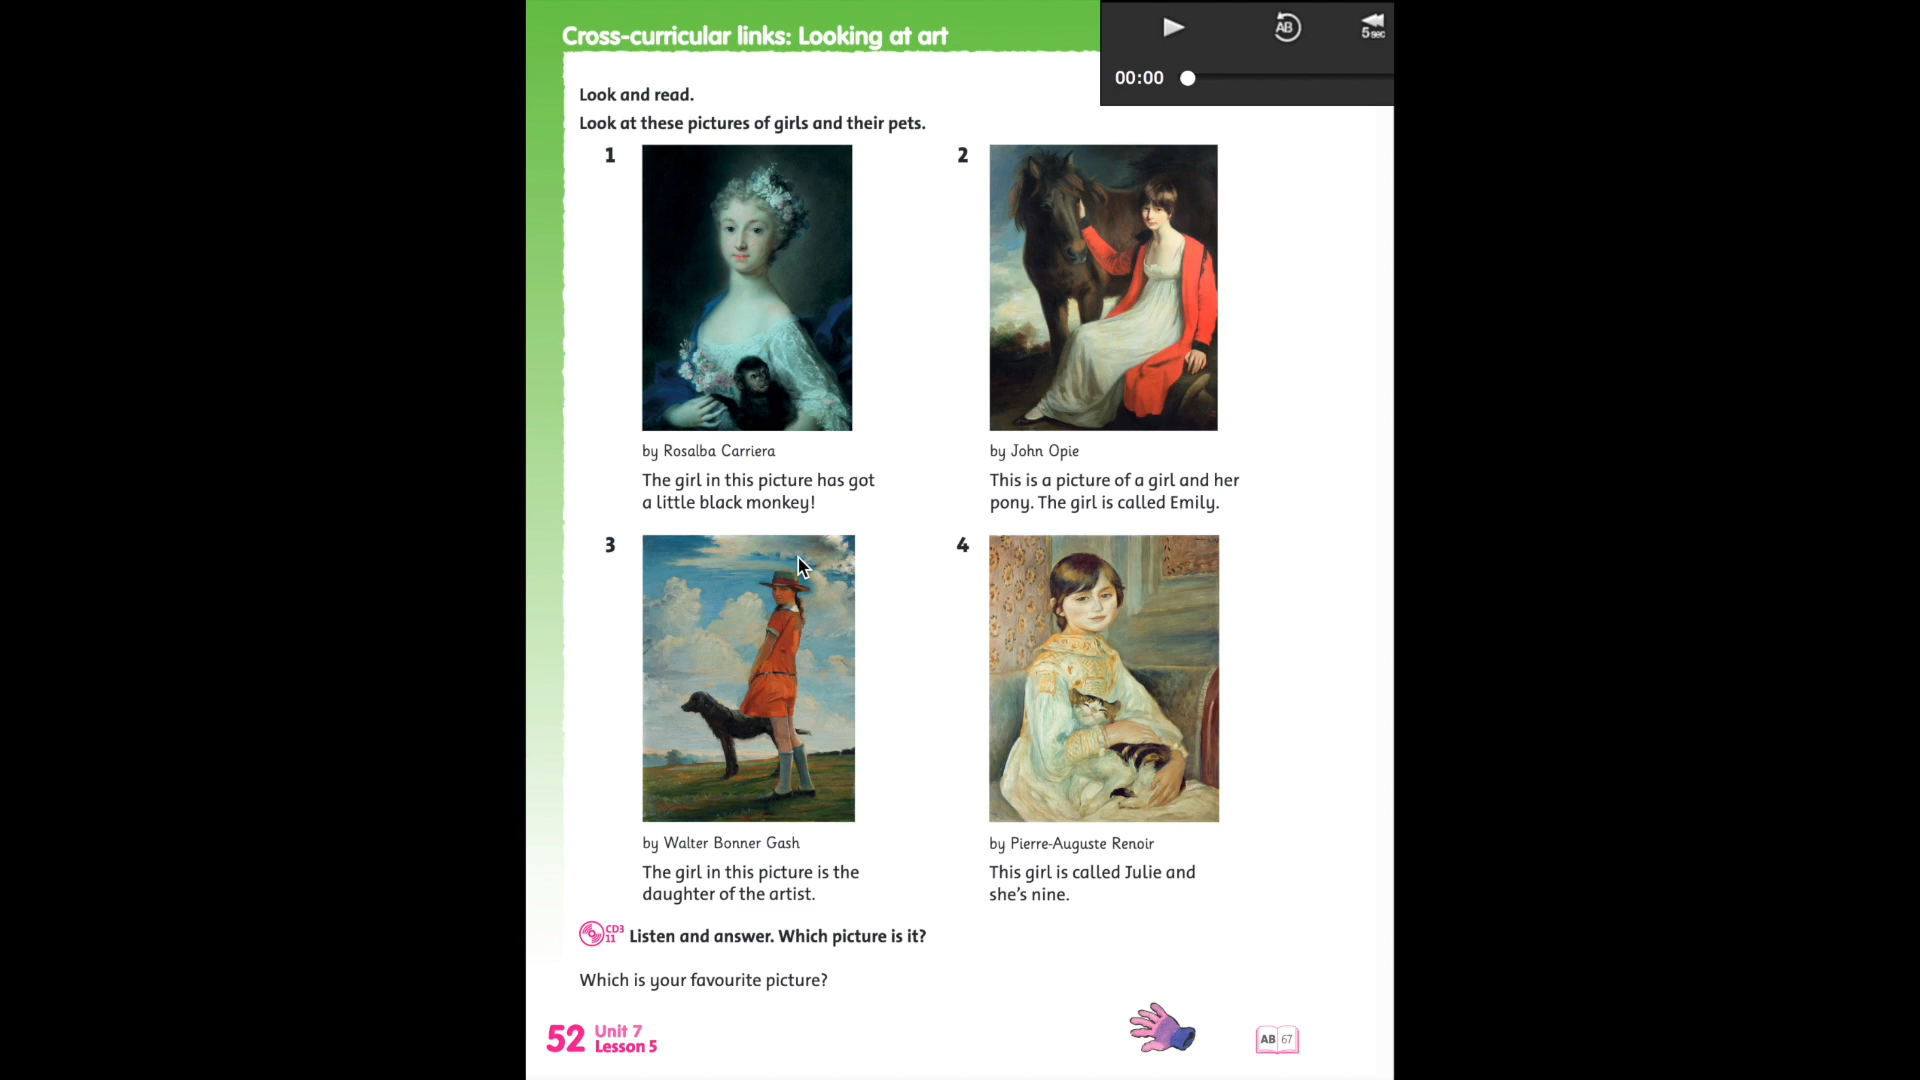 Cross-curricular links: Looking at art
AB
5 sec
00:00
Look and read.
Look at these pictures of girls and their pets.
1
by Rosalba Carriera
The girl in this picture has got
a little black monkey!
2
by John Opie
This is a picture of a girl and her
pony. The girl is called Emily.
3
by Walter Bonner Gash
The girl in this picture is the
daughter of the artist.
4
by Pierre-Auguste Renoir
This girl is called Julie and
she's nine.
CD3
11
Listen and answer. Which picture is it?
Which is your favourite picture?
52
Unit 7
Lesson 5
AB 67